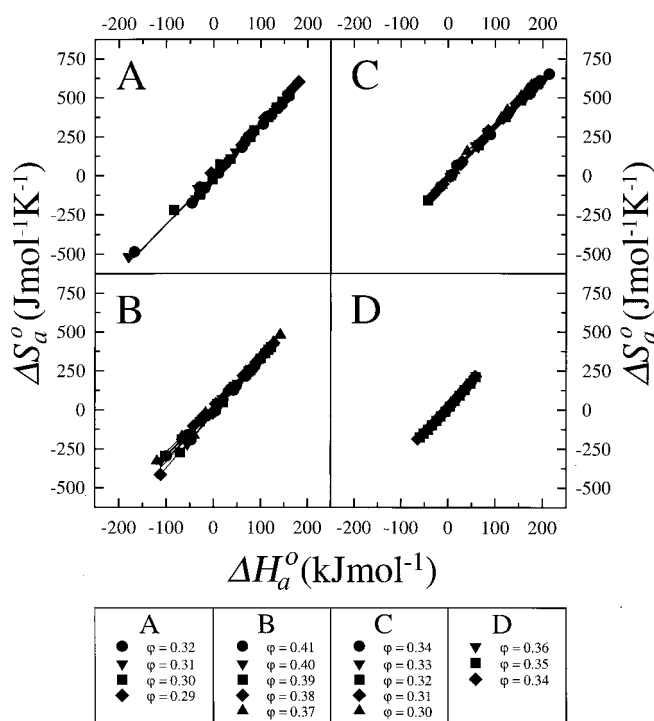 -200 -100 0 100 200 -200 -100 0 100 200
750 A C 750
500 500
250 250
0 0
-250 -250
-500 -500
ΔS_a^o (Jmol⁻¹K⁻¹) ΔS_a^o (Jmol⁻¹K⁻¹)
750 B D 750
500 500
250 250
0 0
-250 -250
-500 -500
-200 -100 0 100 200 -200 -100 0 100 200
ΔH_a^o (kJmol⁻¹)
A B C D
φ = 0.32 φ = 0.41 φ = 0.34 φ = 0.36
φ = 0.31 φ = 0.40 φ = 0.33 φ = 0.35
φ = 0.30 φ = 0.39 φ = 0.32 φ = 0.34
φ = 0.29 φ = 0.38 φ = 0.31
φ = 0.37 φ = 0.30